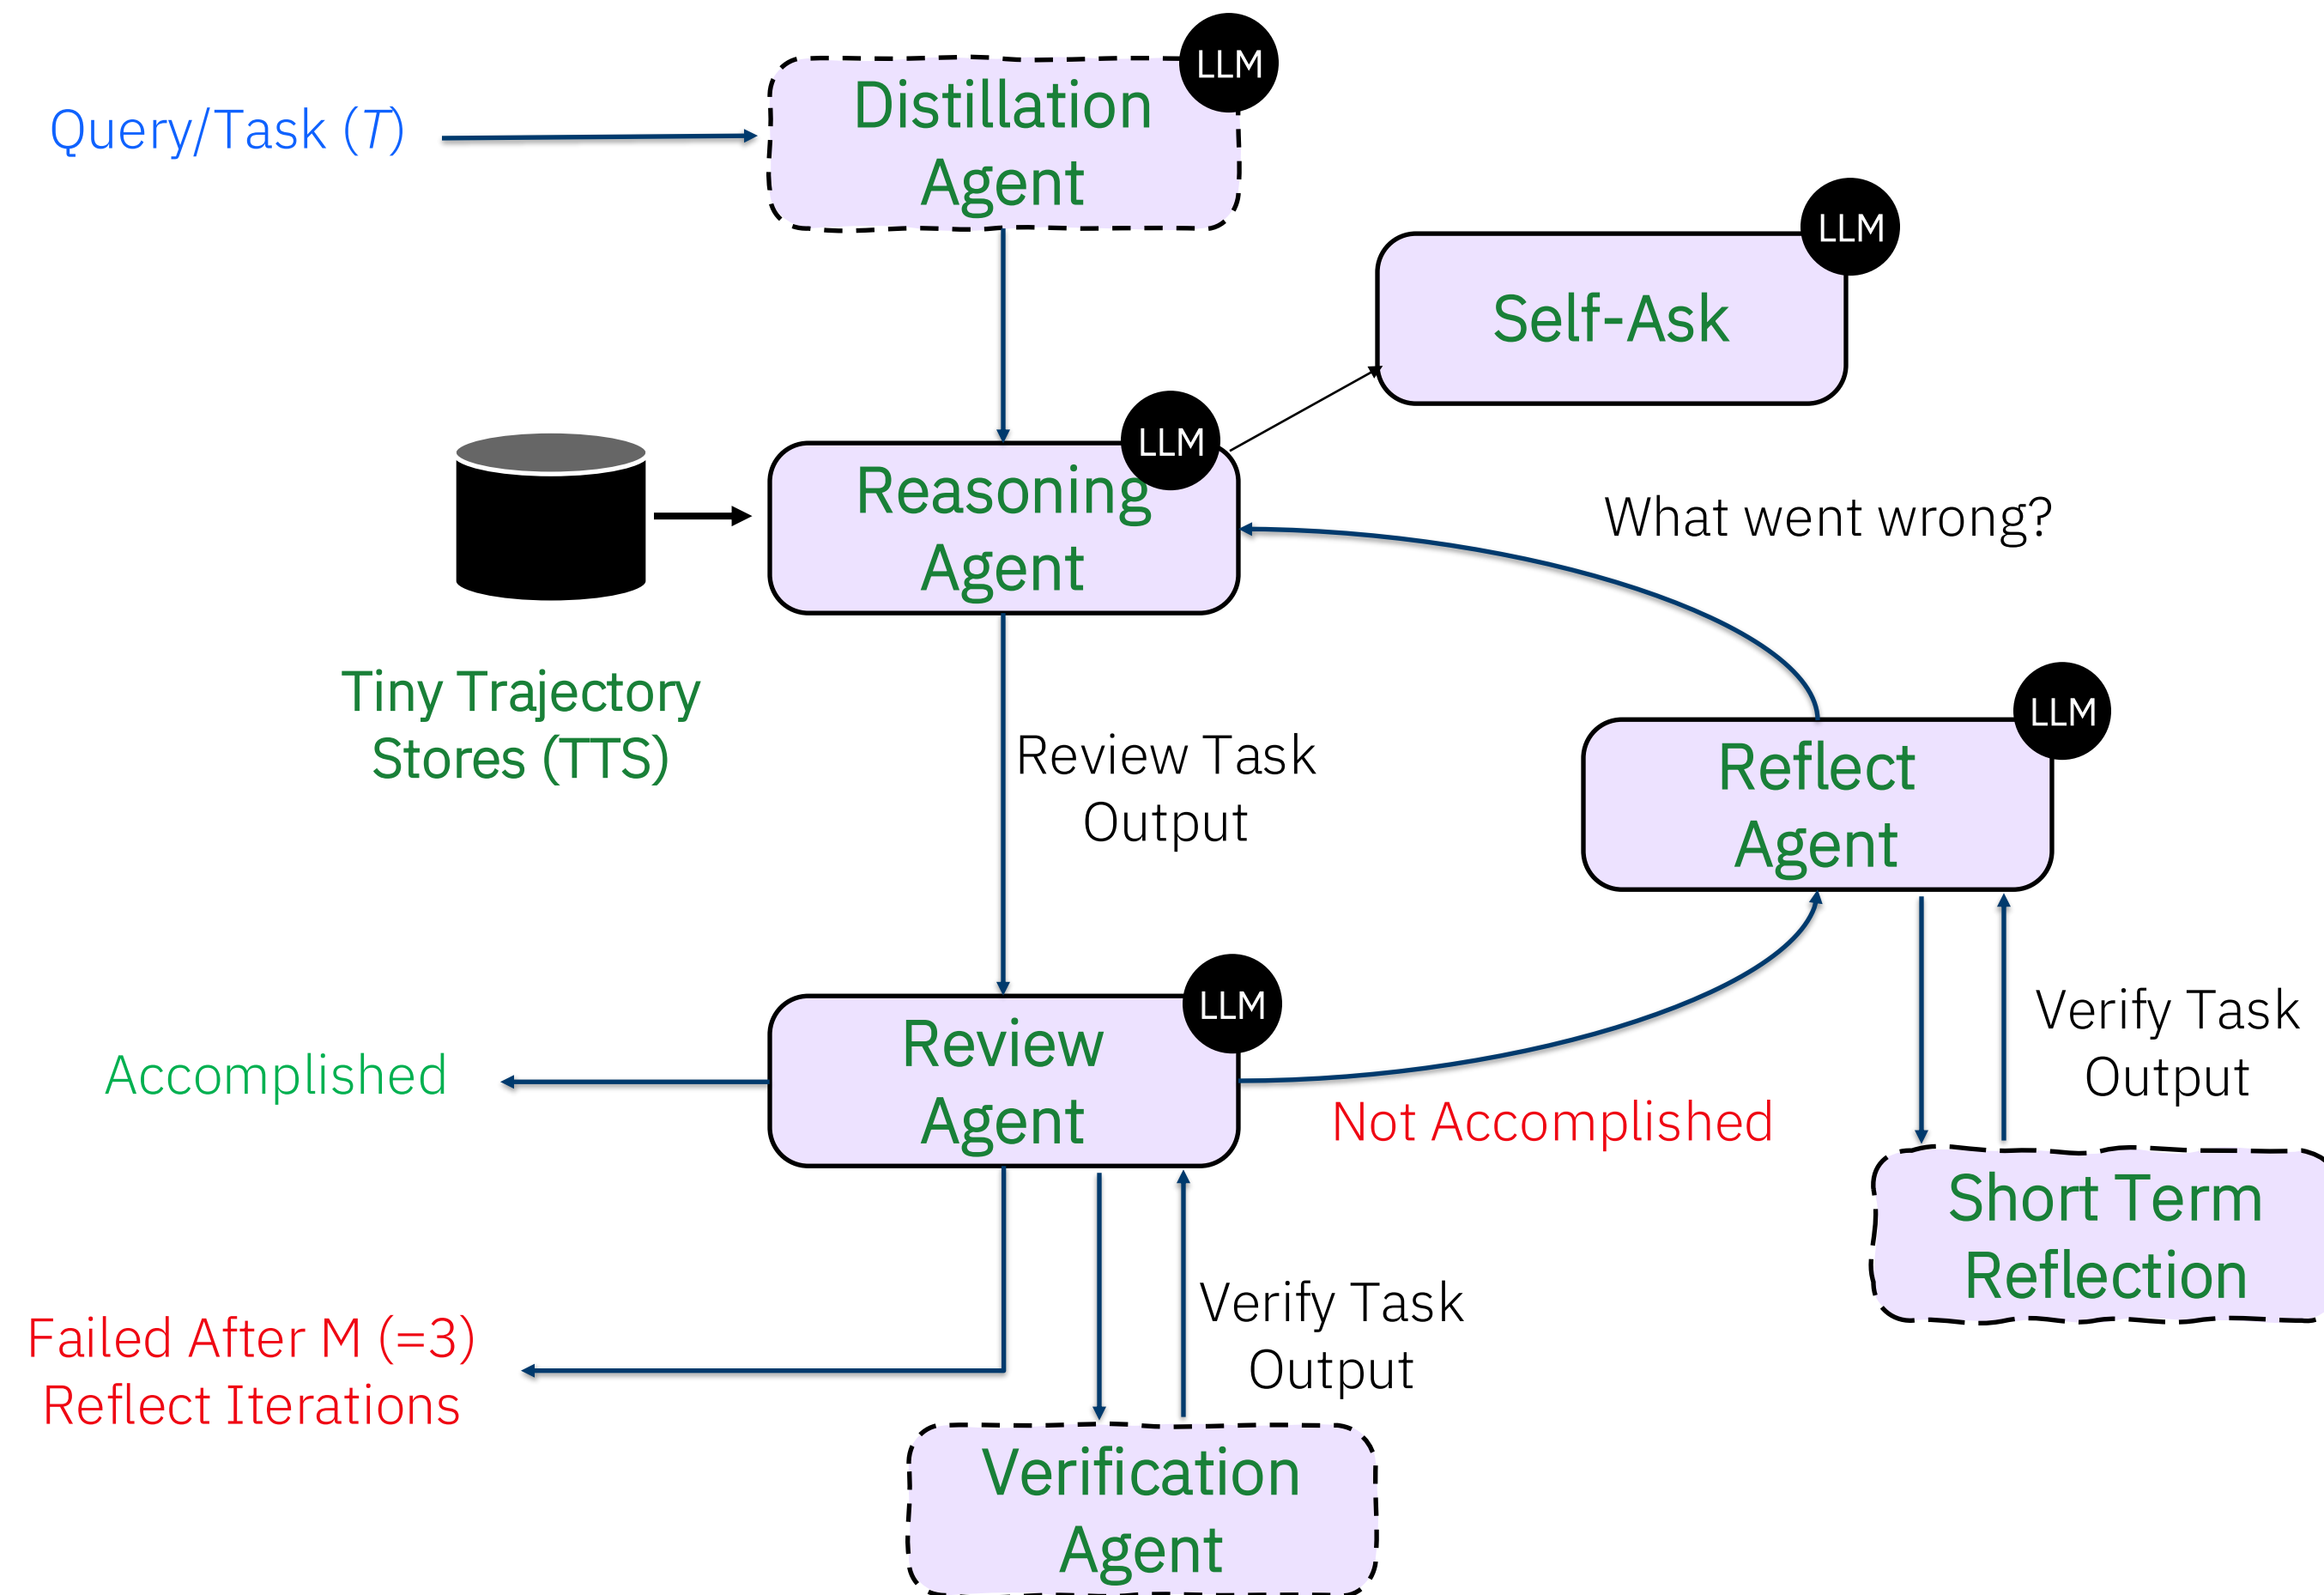 LLM
Query/Task (T)
Distillation
Agent
LLM
Self-Ask
LLM
Reasoning
Agent
What went wrong?
Tiny Trajectory
Stores (TTS)
Review Task
Output
LLM
Reflect
Agent
LLM
Review
Agent
Accomplished
Not Accomplished
Verify Task
Output
Short Term
Reflection
Failed After M (=3)
Reflect Iterations
Verify Task
Output
Verification
Agent